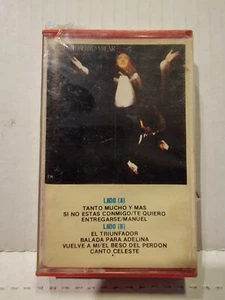 LADO (A)
TANTO MUCHO Y MAS
SI NO ESTAS CONMIGO/TE QUIERO
ENTREGARSE/MANUEL
LADO (B)
EL TRIUNFADOR
BALADA PARA ADELINA
VUELVE A MI/EL BESO DEL PERDON
CANTO CELESTE